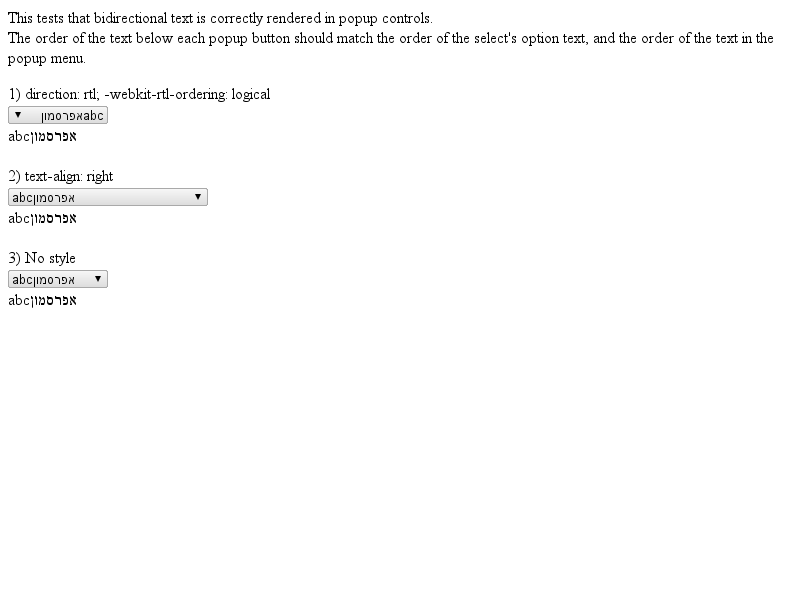 This tests that bidirectional text is correctly rendered in popup controls.
The order of the text below each popup button should match the order of the select's option text, and the order of the text in the
popup menu.
1) direction: rtl; -webkit-rtl-ordering: logical
abcאפרסמון
abcאפרסמון
2) text-align: right
abcאפרסמון
abcאפרסמון
3) No style
abcאפרסמון
abcאפרסמון